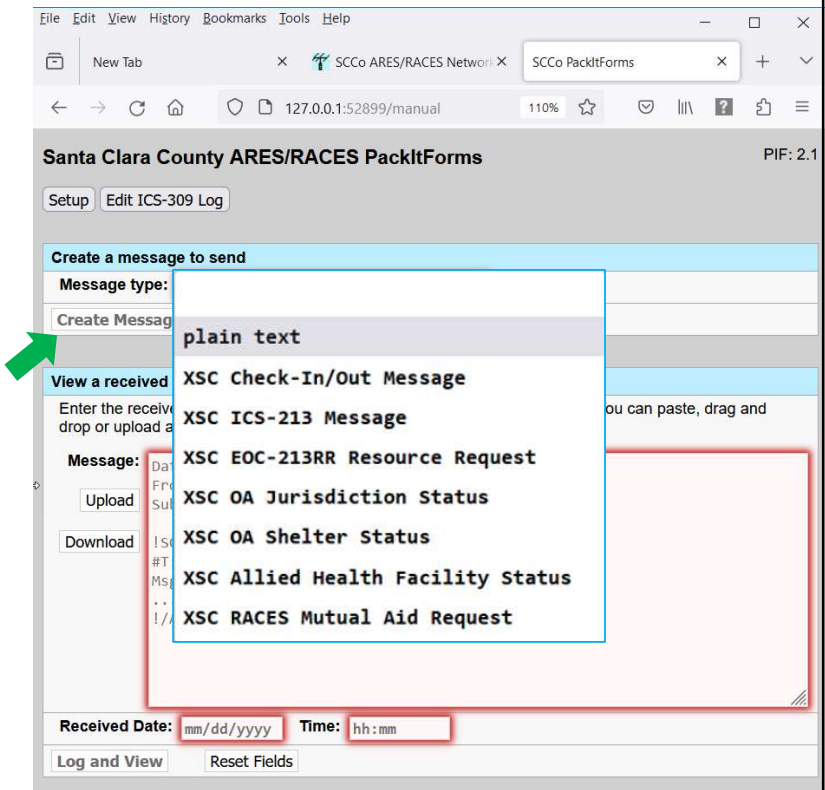 File Edit View History Bookmarks Tools Help
New Tab SCCo ARES/RACES Network SCCo PackItForms
127.0.0.1:52899/manual 110%
Santa Clara County ARES/RACES PackItForms PIF: 2.1
Setup Edit ICS-309 Log
Create a message to send
Message type:
Create Messag
plain text
XSC Check-In/Out Message
XSC ICS-213 Message
XSC EOC-213RR Resource Request
XSC OA Jurisdiction Status
XSC OA Shelter Status
XSC Allied Health Facility Status
XSC RACES Mutual Aid Request
View a received
Enter the receive ou can paste, drag and
drop or upload a
Message: Dat
Fro
Upload Sub
Download !SC
#T
Msg
..
!/A
Received Date: mm/dd/yyyy Time: hh:mm
Log and View Reset Fields